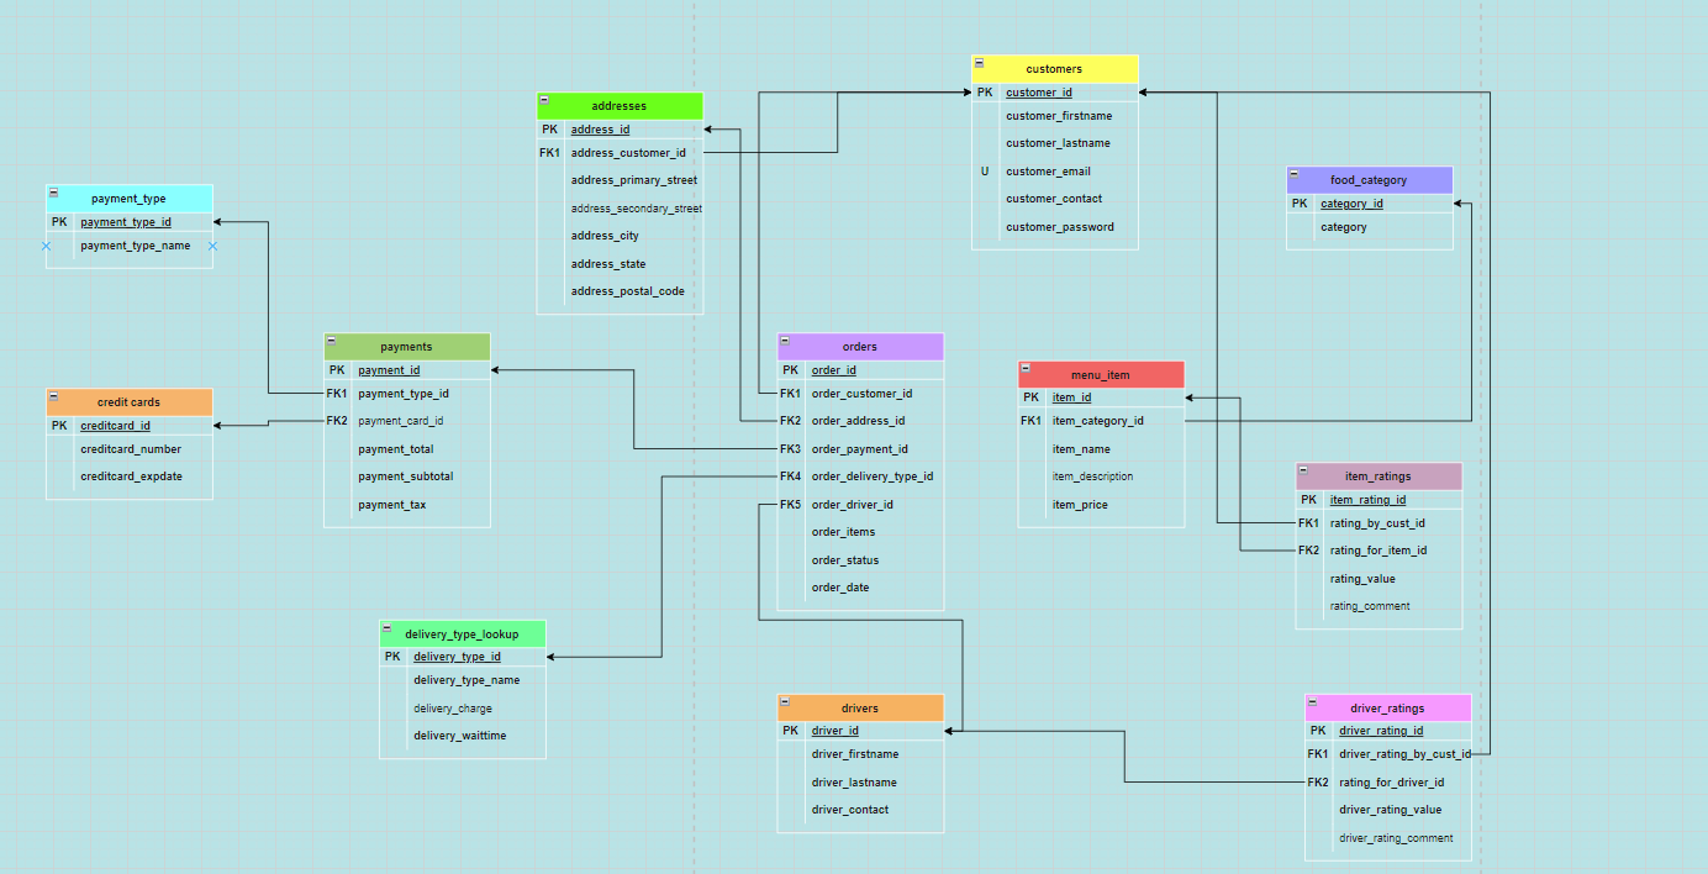 customers
PK customer_id
customer_firstname
customer_lastname
U customer_email
customer_contact
customer_password
addresses
PK address_id
FK1 address_customer_id
address_primary_street
address_secondary_street
address_city
address_state
address_postal_code
food_category
PK category_id
category
payment_type
PK payment_type_id
payment_type_name
payments
PK payment_id
FK1 payment_type_id
FK2 payment_card_id
payment_total
payment_subtotal
payment_tax
orders
PK order_id
FK1 order_customer_id
FK2 order_address_id
FK3 order_payment_id
FK4 order_delivery_type_id
FK5 order_driver_id
order_items
order_status
order_date
menu_item
PK item_id
FK1 item_category_id
item_name
item_description
item_price
credit cards
PK creditcard_id
creditcard_number
creditcard_expdate
item_ratings
PK item_rating_id
FK1 rating_by_cust_id
FK2 rating_for_item_id
rating_value
rating_comment
delivery_type_lookup
PK delivery_type_id
delivery_type_name
delivery_charge
delivery_waittime
drivers
PK driver_id
driver_firstname
driver_lastname
driver_contact
driver_ratings
PK driver_rating_id
FK1 driver_rating_by_cust_id
FK2 rating_for_driver_id
driver_rating_value
driver_rating_comment